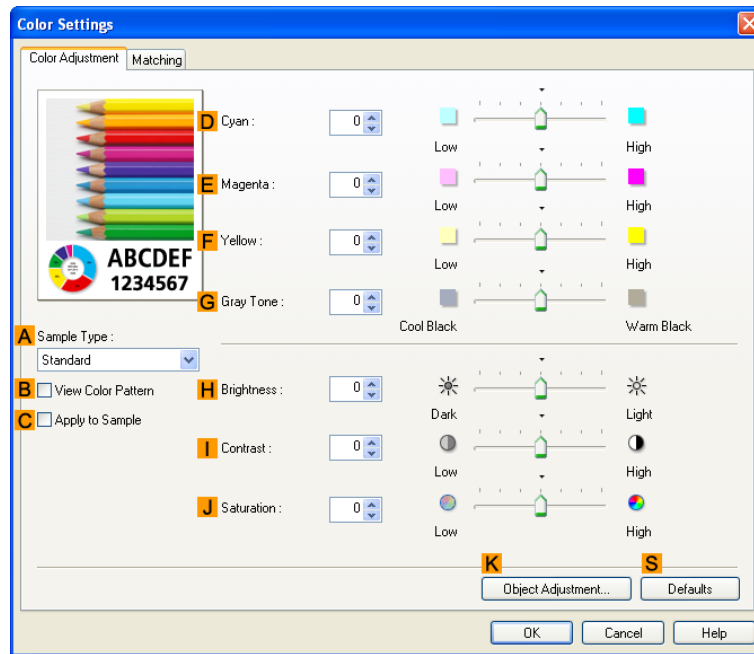 Color Settings
Color Adjustment Matching
ABCDEF
1234567
D Cyan : 0
Low High
E Magenta : 0
Low High
F Yellow : 0
Low High
G Gray Tone : 0
Cool Black Warm Black
A Sample Type :
Standard
B View Color Pattern
C Apply to Sample
H Brightness : 0
Dark Light
I Contrast : 0
Low High
J Saturation : 0
Low High
K S
Object Adjustment... Defaults
OK Cancel Help